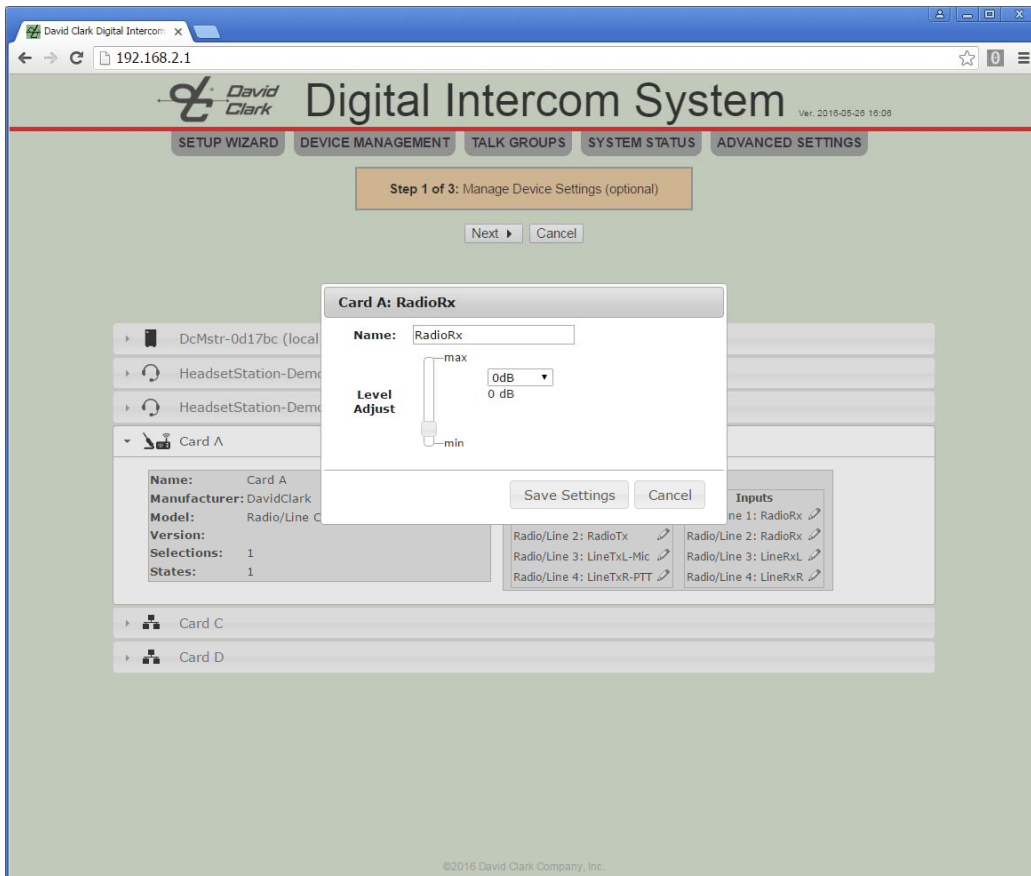 David Clark Digital Intercom
192.168.2.1
0
David Clark
Digital Intercom System
Ver. 2016-05-26 16:06
SETUP WIZARD
DEVICE MANAGEMENT
TALK GROUPS
SYSTEM STATUS
ADVANCED SETTINGS
Step 1 of 3: Manage Device Settings (optional)
Next
Cancel
Card A: RadioRx
Name: RadioRx
max
0dB
0 dB
Level Adjust
min
Save Settings
Cancel
DcMstr-0d17bc (local
HeadsetStation-Demo
HeadsetStation-Demo
Card A
Name: Card A
Manufacturer: DavidClark
Model: Radio/Line C
Version:
Selections: 1
States: 1
Radio/Line 2: RadioTx
Radio/Line 3: LineTxL-Mic
Radio/Line 4: LineTxR-PTT
Inputs
ne 1: RadioRx
Radio/Line 2: RadioRx
Radio/Line 3: LineRxL
Radio/Line 4: LineRxR
Card C
Card D
©2016 David Clark Company, Inc.